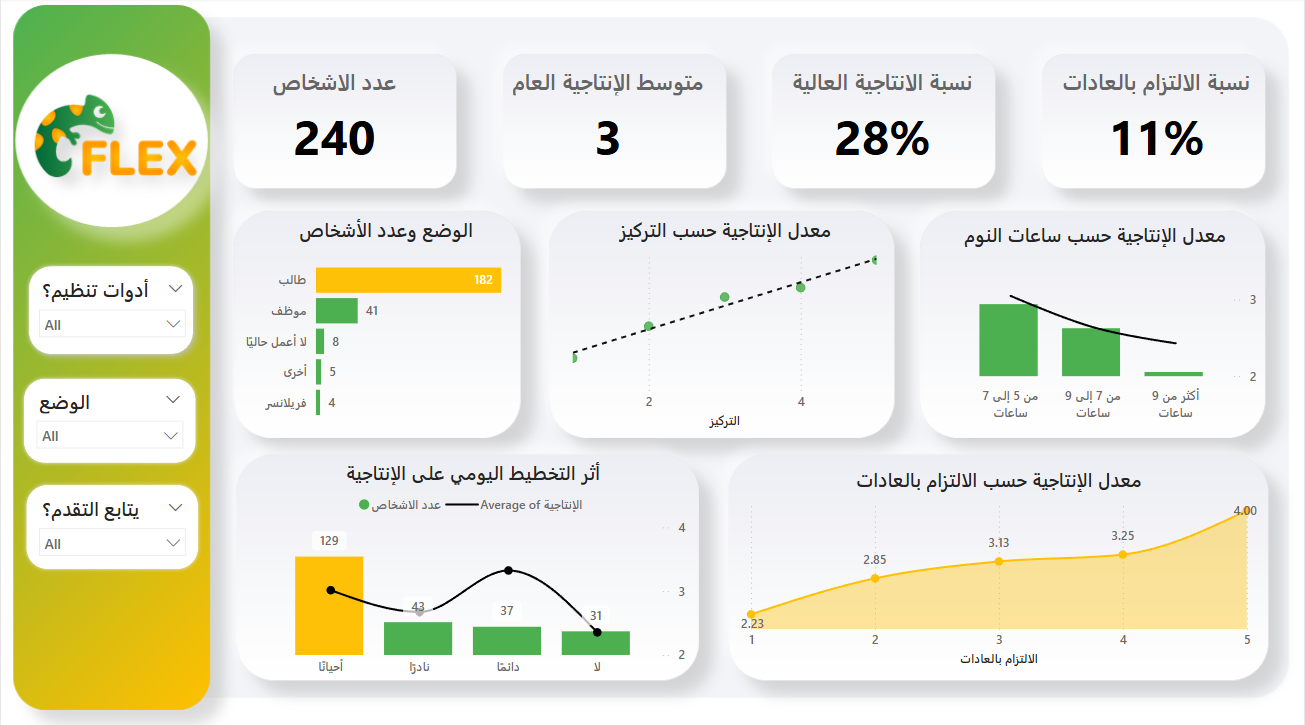 FLEX
أدوات تنظيم؟
All
الوضع
All
يتابع التقدم؟
All
عدد الاشخاص
240
متوسط الإنتاجية العام
3
نسبة الانتاجية العالية
28%
نسبة الالتزام بالعادات
11%
الوضع وعدد الأشخاص
طالب 182
موظف 41
لا أعمل حاليًا 8
أخرى 5
فريلانسر 4
معدل الإنتاجية حسب التركيز
2 4
التركيز
معدل الإنتاجية حسب ساعات النوم
3
2
من 5 إلى 7 ساعات
من 7 إلى 9 ساعات
أكثر من 9 ساعات
أثر التخطيط اليومي على الإنتاجية
عدد الاشخاص
Average of الإنتاجية
4
3
2
129
43
37
31
أحيانًا
نادرًا
دائمًا
لا
معدل الإنتاجية حسب الالتزام بالعادات
2.23
2.85
3.13
3.25
4.00
1 2 3 4 5
الالتزام بالعادات